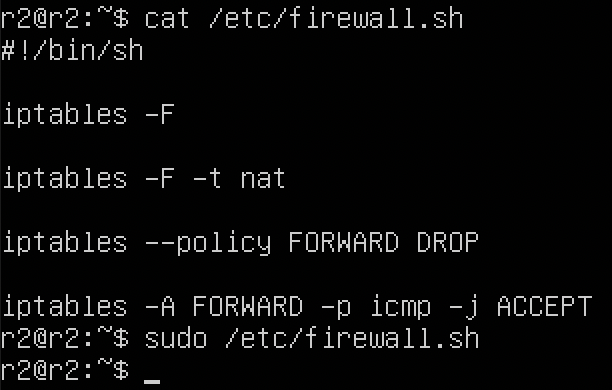 r2@r2:~$ cat /etc/firewall.sh
#!/bin/sh
iptables -F
iptables -F -t nat
iptables --policy FORWARD DROP
iptables -A FORWARD -p icmp -j ACCEPT
r2@r2:~$ sudo /etc/firewall.sh
r2@r2:~$ _